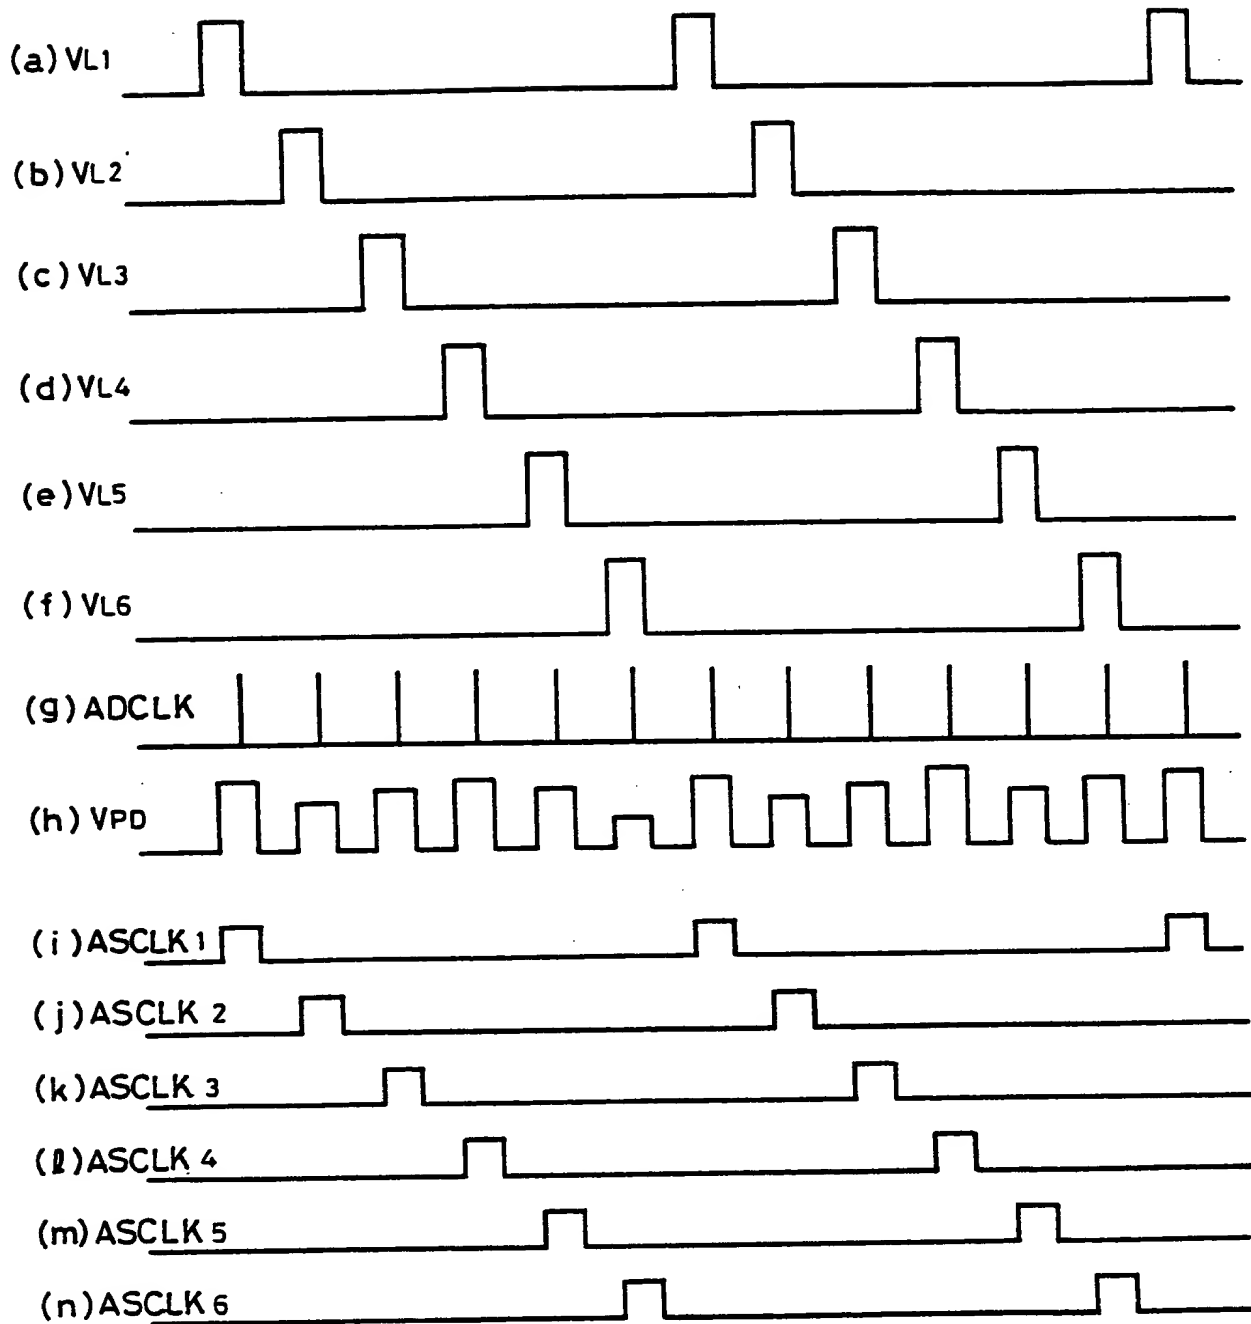 (a) VL1
(b) VL2
(c) VL3
(d) VL4
(e) VL5
(f) VL6
(g) ADCLK
(h) VPD
(i) ASCLK 1
(j) ASCLK 2
(k) ASCLK 3
(l) ASCLK 4
(m) ASCLK 5
(n) ASCLK 6